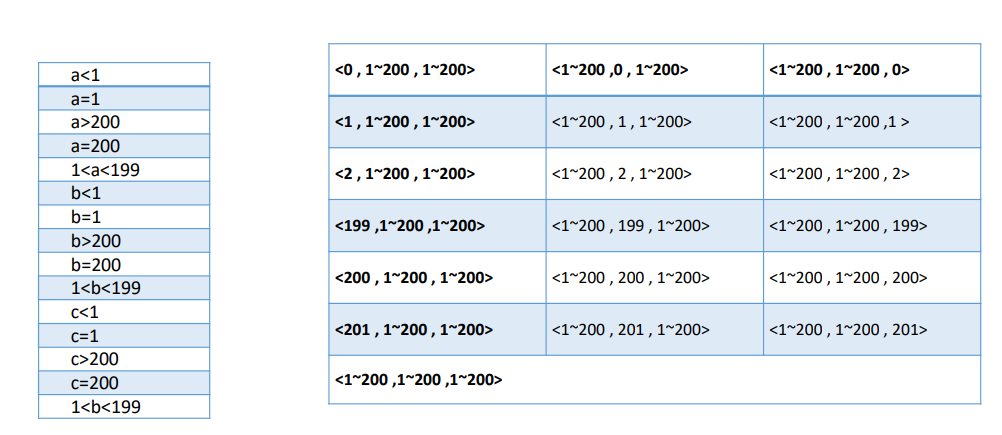 a<1
a=1
a>200
a=200
1<a<199
b<1
b=1
b>200
b=200
1<b<199
c<1
c=1
c>200
c=200
1<b<199
<0 , 1~200 , 1~200> <1~200 ,0 , 1~200> <1~200 , 1~200 , 0>
<1 , 1~200 , 1~200> <1~200 , 1 , 1~200> <1~200 , 1~200 ,1 >
<2 , 1~200 , 1~200> <1~200 , 2 , 1~200> <1~200 , 1~200 , 2>
<199 ,1~200 ,1~200> <1~200 , 199 , 1~200> <1~200 , 1~200 , 199>
<200 , 1~200 , 1~200> <1~200 , 200 , 1~200> <1~200 , 1~200 , 200>
<201 , 1~200 , 1~200> <1~200 , 201 , 1~200> <1~200 , 1~200 , 201>
<1~200 ,1~200 ,1~200>